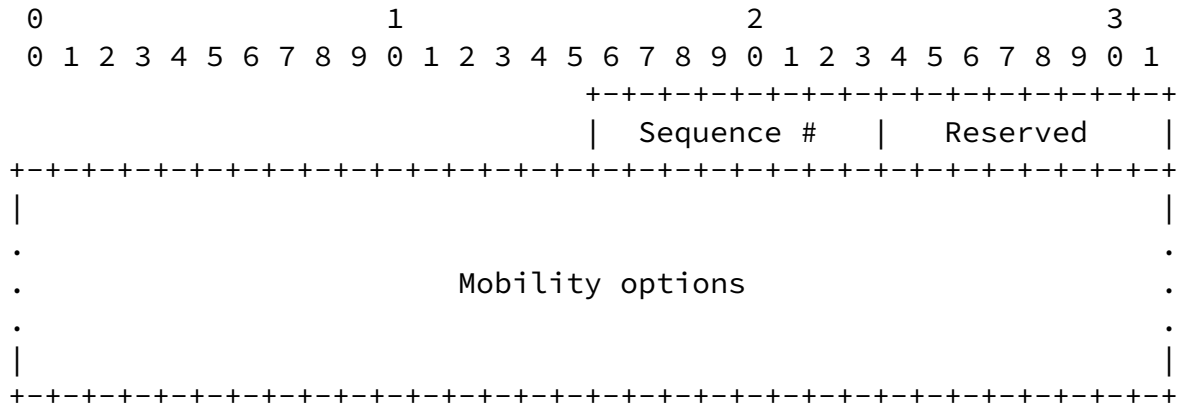 0                   1                   2                   3
 0 1 2 3 4 5 6 7 8 9 0 1 2 3 4 5 6 7 8 9 0 1 2 3 4 5 6 7 8 9 0 1
                                +-+-+-+-+-+-+-+-+-+-+-+-+-+-+-+-+
                                |  Sequence #   |   Reserved    |
+-+-+-+-+-+-+-+-+-+-+-+-+-+-+-+-+-+-+-+-+-+-+-+-+-+-+-+-+-+-+-+-+
|                                                               |
.                                                               .
.                        Mobility options                       .
.                                                               .
|                                                               |
+-+-+-+-+-+-+-+-+-+-+-+-+-+-+-+-+-+-+-+-+-+-+-+-+-+-+-+-+-+-+-+-+